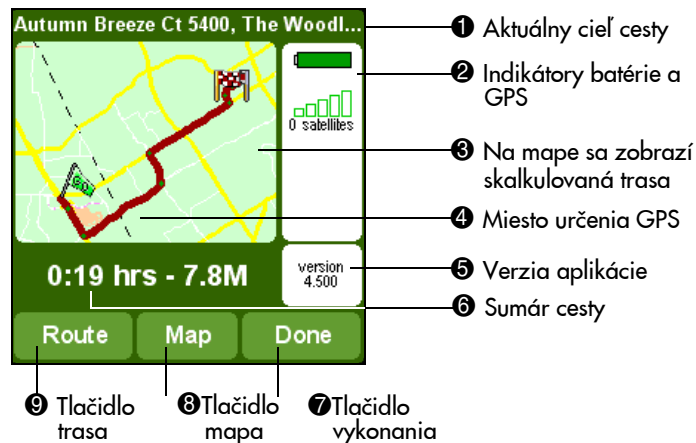 Autumn Breeze Ct 5400, The Woodl...
❶ Aktuálny cieľ cesty
❷ Indikátory batérie a
GPS
0 satellites
❸ Na mape sa zobrazí
skalkulovaná trasa
GO
❹ Miesto určenia GPS
0:19 hrs - 7.8M
version
4.500
❺ Verzia aplikácie
❻ Sumár cesty
Route Map Done
❾ Tlačidlo
trasa
❽Tlačidlo
mapa
❼Tlačidlo
vykonania